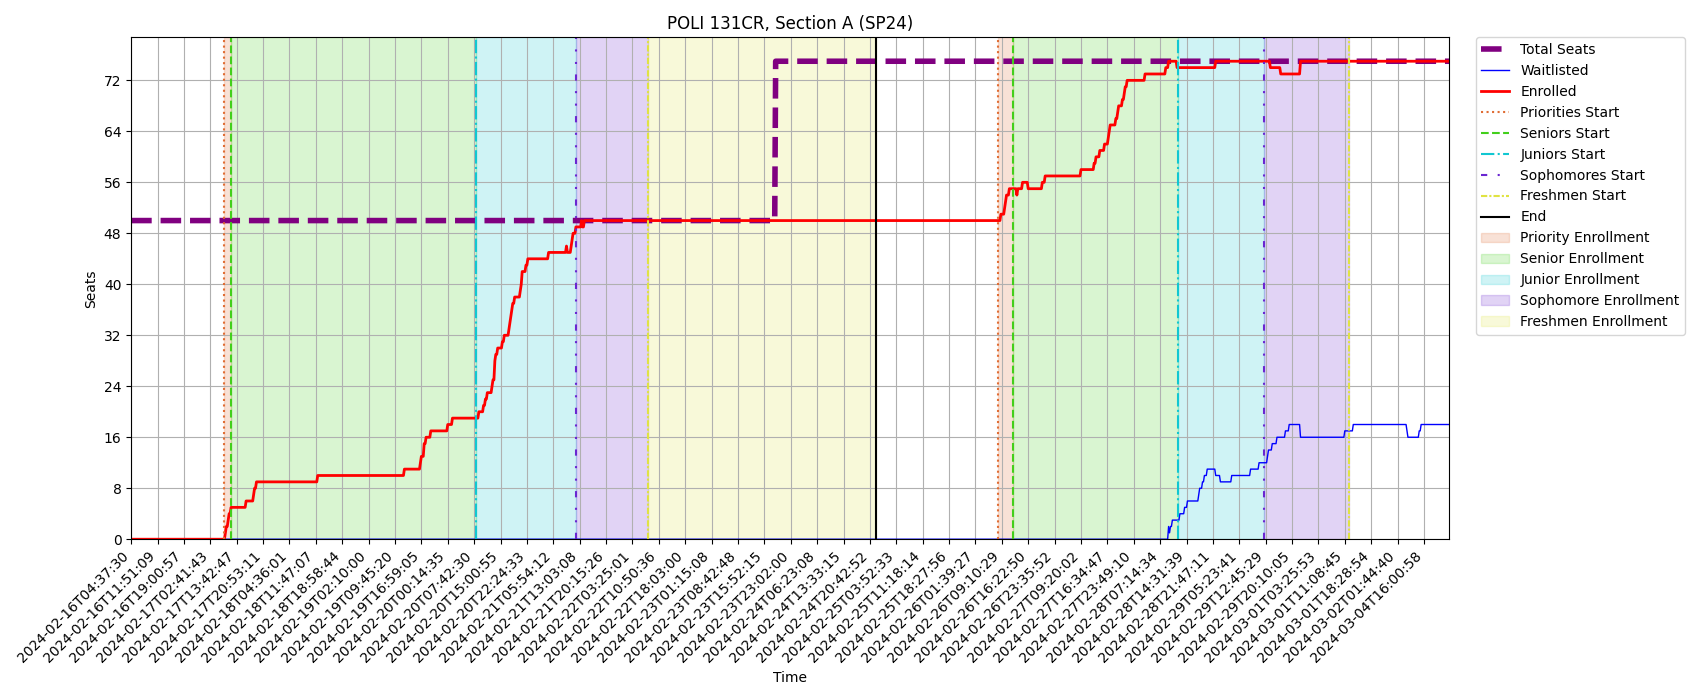 POLI 131CR, Section A (SP24)
Total Seats
Waitlisted
Enrolled
Priorities Start
Seniors Start
Juniors Start
Sophomores Start
Freshmen Start
End
Priority Enrollment
Senior Enrollment
Junior Enrollment
Sophomore Enrollment
Freshmen Enrollment
Seats
72
64
56
48
40
32
24
16
8
0
2024-02-16T04:37:30
2024-02-16T11:51:09
2024-02-16T19:00:57
2024-02-17T02:41:43
2024-02-17T13:42:47
2024-02-17T20:53:11
2024-02-18T04:36:01
2024-02-18T11:47:07
2024-02-18T18:58:44
2024-02-19T02:10:00
2024-02-19T09:45:20
2024-02-19T16:59:05
2024-02-20T00:14:35
2024-02-20T07:42:30
2024-02-20T15:00:55
2024-02-20T22:24:33
2024-02-21T05:54:12
2024-02-21T13:03:08
2024-02-21T20:15:26
2024-02-22T03:25:01
2024-02-22T10:50:36
2024-02-22T18:03:00
2024-02-23T01:15:08
2024-02-23T08:42:48
2024-02-23T15:52:15
2024-02-23T23:02:00
2024-02-24T06:23:08
2024-02-24T13:33:15
2024-02-24T20:42:52
2024-02-25T03:52:33
2024-02-25T11:18:14
2024-02-25T18:27:56
2024-02-26T01:39:27
2024-02-26T09:10:29
2024-02-26T16:22:50
2024-02-26T23:35:52
2024-02-27T09:20:02
2024-02-27T16:34:47
2024-02-27T23:49:10
2024-02-28T07:14:34
2024-02-28T14:31:39
2024-02-28T21:47:11
2024-02-29T05:23:41
2024-02-29T12:45:29
2024-02-29T20:10:05
2024-03-01T03:25:53
2024-03-01T11:08:45
2024-03-01T18:28:54
2024-03-02T01:44:40
2024-03-04T16:00:58
Time